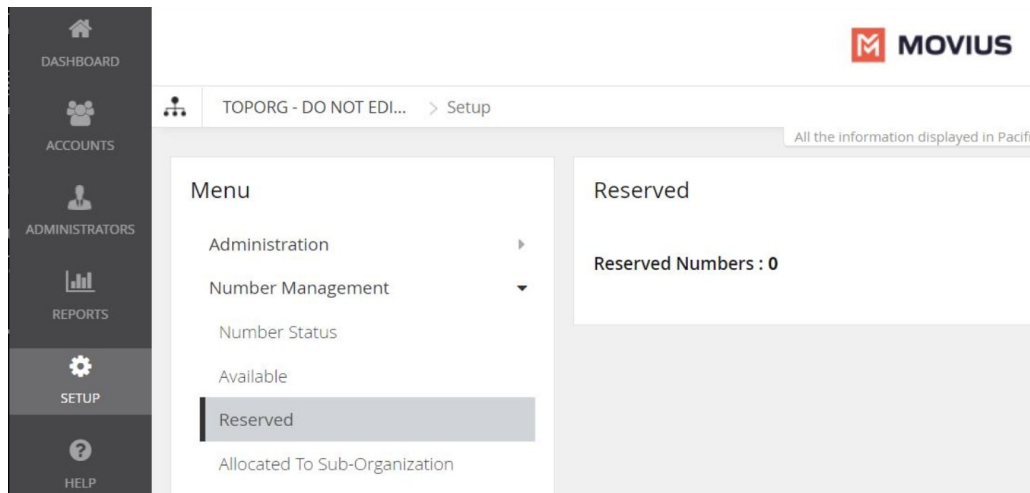 DASHBOARD
ACCOUNTS
ADMINISTRATORS
REPORTS
SETUP
HELP
MOVIUS
TOPORG - DO NOT EDI... > Setup
All the information displayed in Pacif
Menu
Administration
Number Management
Number Status
Available
Reserved
Allocated To Sub-Organization
Reserved
Reserved Numbers : 0